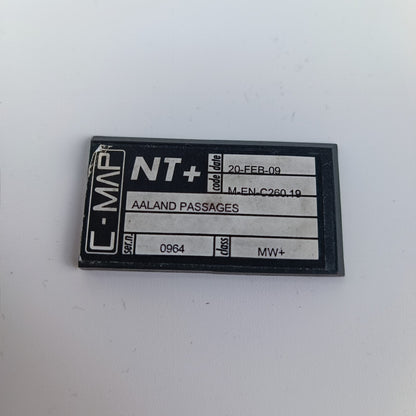 C-MAP
NT+
date 20-FEB-09
code M-EN-C260.19
AALAND PASSAGES
ser.n. 0964 class MW+